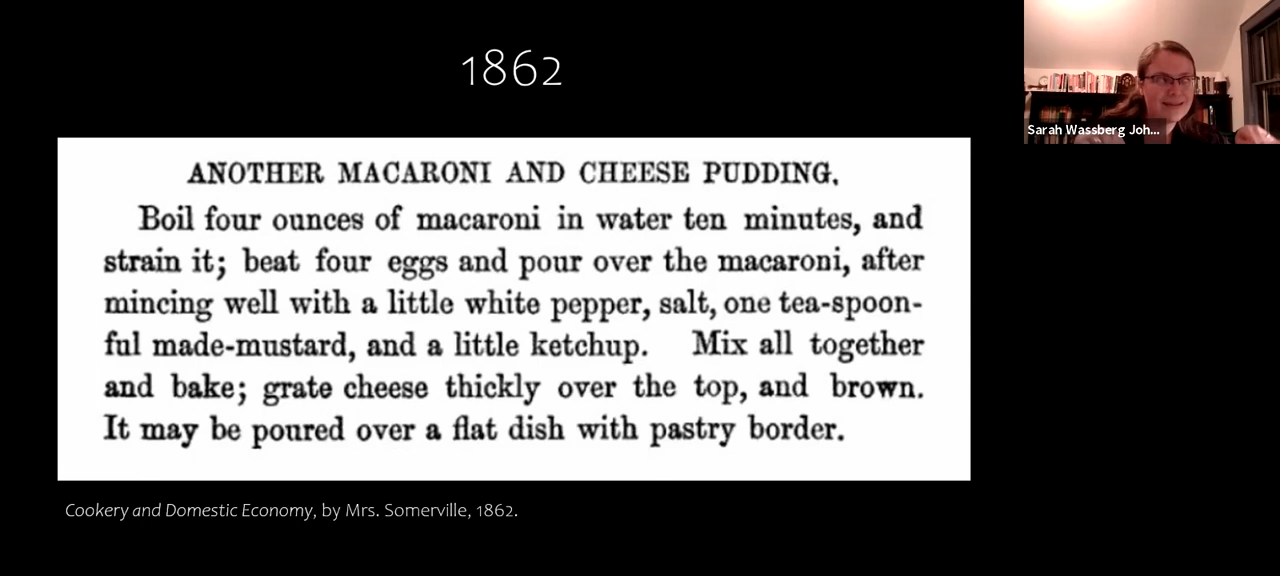 1862
ANOTHER MACARONI AND CHEESE PUDDING.
Boil four ounces of macaroni in water ten minutes, and
strain it; beat four eggs and pour over the macaroni, after
mincing well with a little white pepper, salt, one tea-spoon-
ful made-mustard, and a little ketchup. Mix all together
and bake; grate cheese thickly over the top, and brown.
It may be poured over a flat dish with pastry border.
Cookery and Domestic Economy, by Mrs. Somerville, 1862.
Sarah Wassberg Joh...